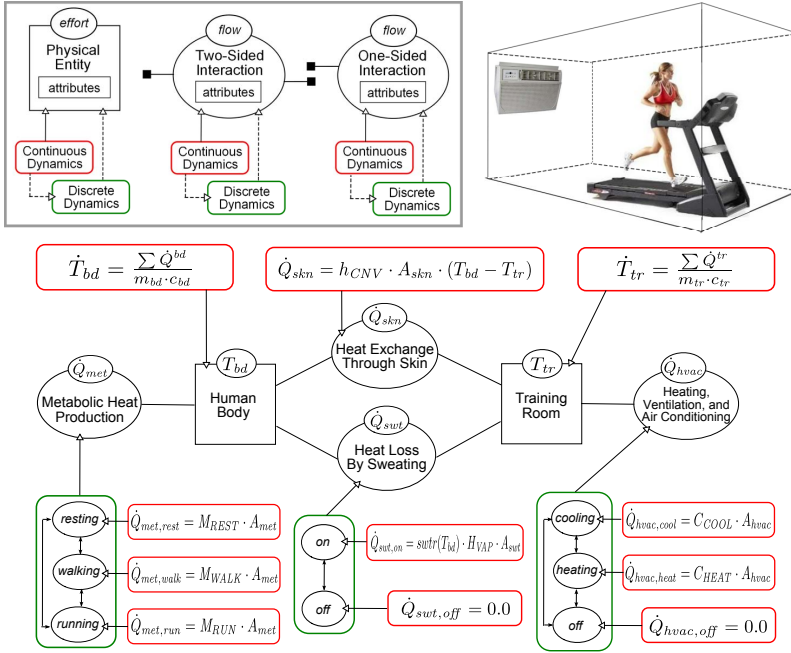 effort
Physical
Entity
attributes
Continuous
Dynamics
Discrete
Dynamics
flow
Two-Sided
Interaction
attributes
Continuous
Dynamics
Discrete
Dynamics
flow
One-Sided
Interaction
attributes
Continuous
Dynamics
Discrete
Dynamics
Ṫ_bd = ∑ Q̇^bd / m_bd·c_bd
Q̇_skn = h_CNV · A_skn · (T_bd − T_tr)
Ṫ_tr = ∑ Q̇^tr / m_tr·c_tr
Q̇_met
Metabolic Heat
Production
T_bd
Human
Body
Q̇_skn
Heat Exchange
Through Skin
Q̇_swt
Heat Loss
By Sweating
T_tr
Training
Room
Q̇_hvac
Heating,
Ventilation, and
Air Conditioning
resting
Q̇_met,rest = M_REST · A_met
walking
Q̇_met,walk = M_WALK · A_met
running
Q̇_met,run = M_RUN · A_met
on
Q̇_swt,on = swtr(T_bd) · H_VAP · A_swt
off
Q̇_swt,off = 0.0
cooling
Q̇_hvac,cool = C_COOL · A_hvac
heating
Q̇_hvac,heat = C_HEAT · A_hvac
off
Q̇_hvac,off = 0.0